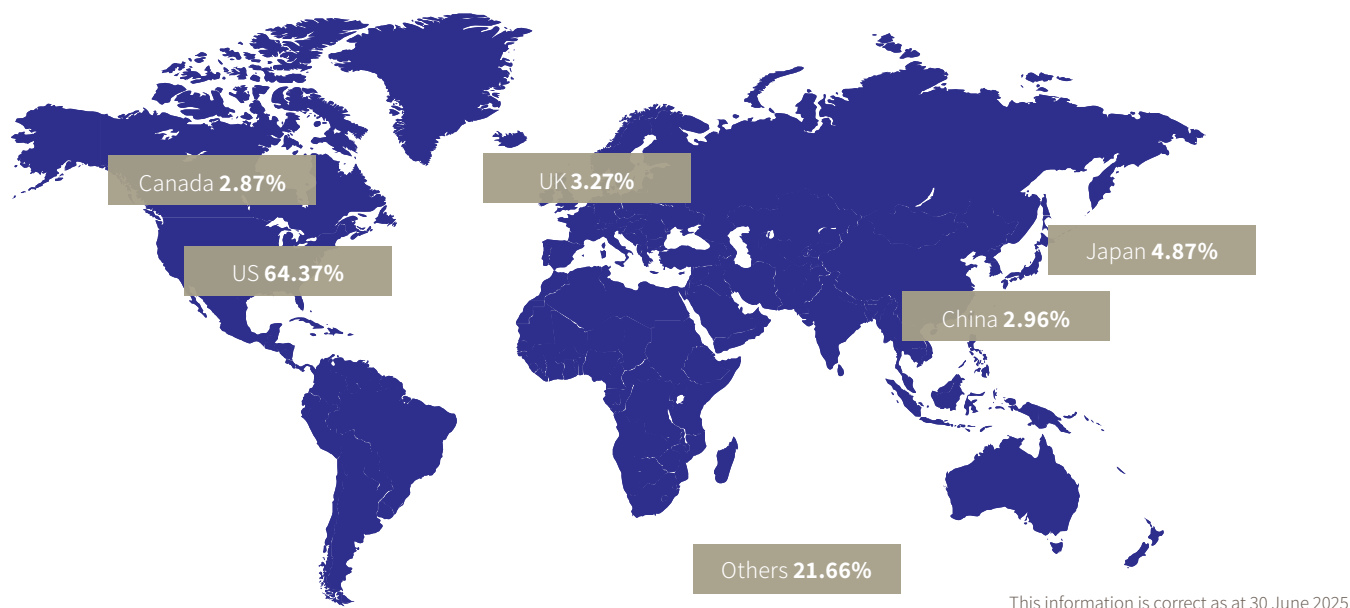 Canada 2.87%
UK 3.27%
Japan 4.87%
US 64.37%
China 2.96%
Others 21.66%
This information is correct as at 30 June 2025